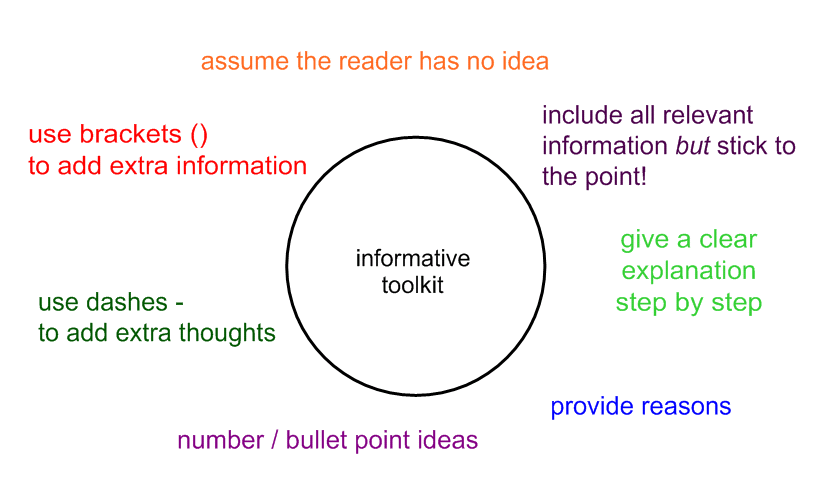 assume the reader has no idea
include all relevant
information but stick to
the point!
use brackets ()
to add extra information
give a clear
explanation
step by step
informative
toolkit
use dashes -
to add extra thoughts
provide reasons
number / bullet point ideas